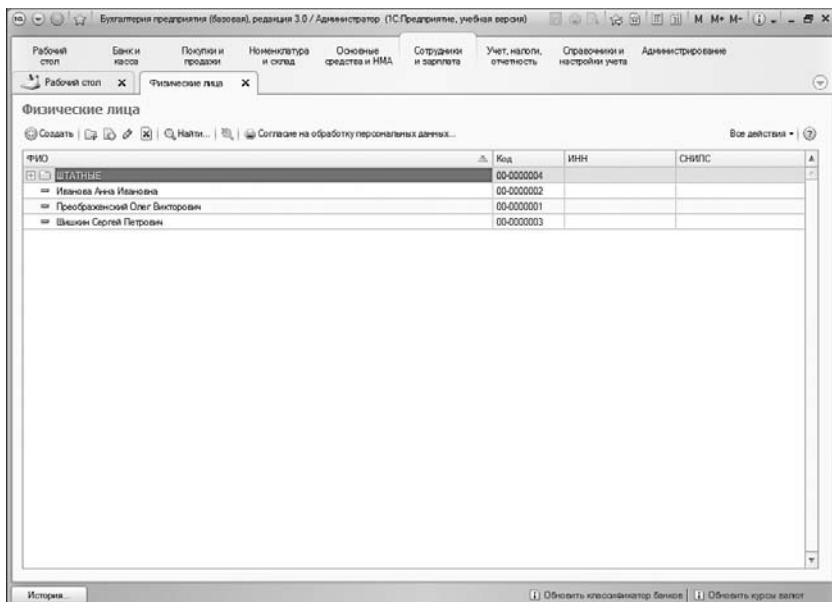 Бухгалтерия предприятия (базовая), редакция 3.0 / Администратор (1С:Предприятие, учебная версия) M M+ M-
Рабочий стол Банк и касса Покупки и продажи Номенклатура и склад Основные средства и НМА Сотрудники и зарплата Учет, налоги, отчетность Справочники и настройки учета Администрирование
Рабочий стол Физические лица
Физические лица
Создать Найти... Согласие на обработку персональных данных... Все действия
ФИО Код ИНН СНИЛС
ШТАТНЫЕ 00-0000004
Иванова Анна Ивановна 00-0000002
Преображенский Олег Викторович 00-0000001
Шишкин Сергей Петрович 00-0000003
История... Обновить классификатор банков Обновить курсы валют